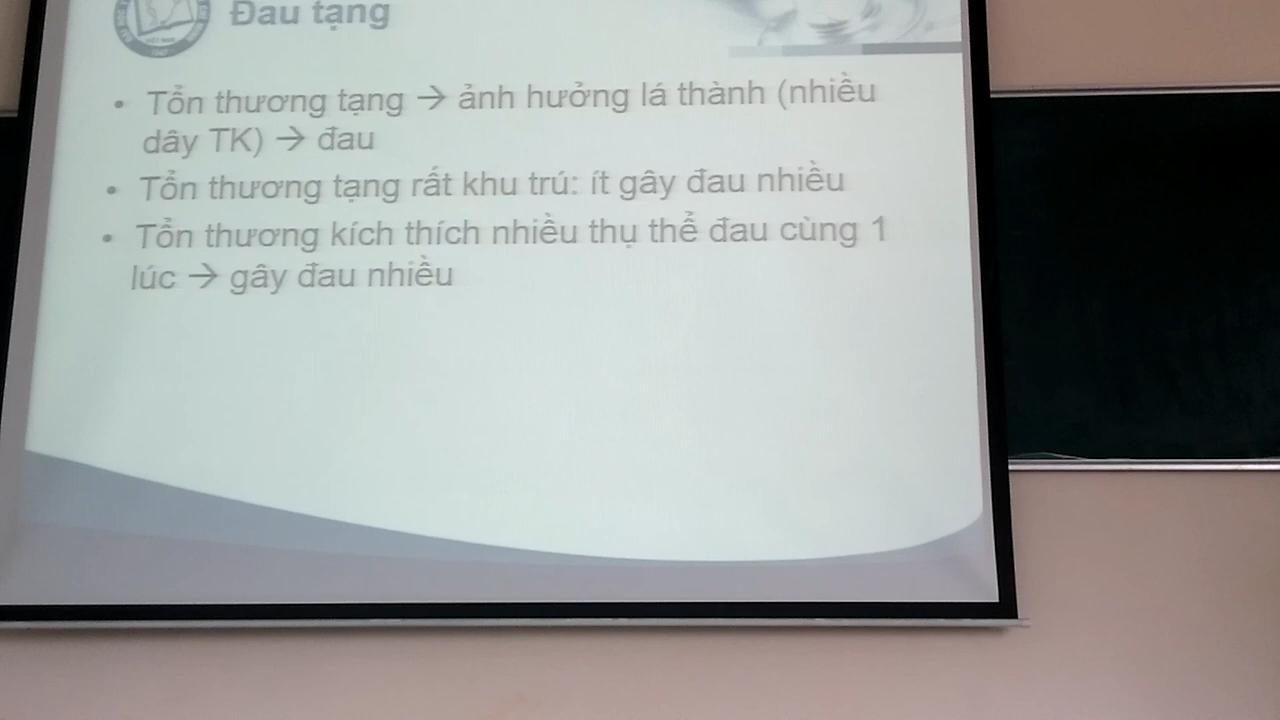 Đau tạng
• Tổn thương tạng → ảnh hưởng lá thành (nhiều
dây TK) → đau
• Tổn thương tạng rất khu trú: ít gây đau nhiều
• Tổn thương kích thích nhiều thụ thể đau cùng 1
lúc → gây đau nhiều